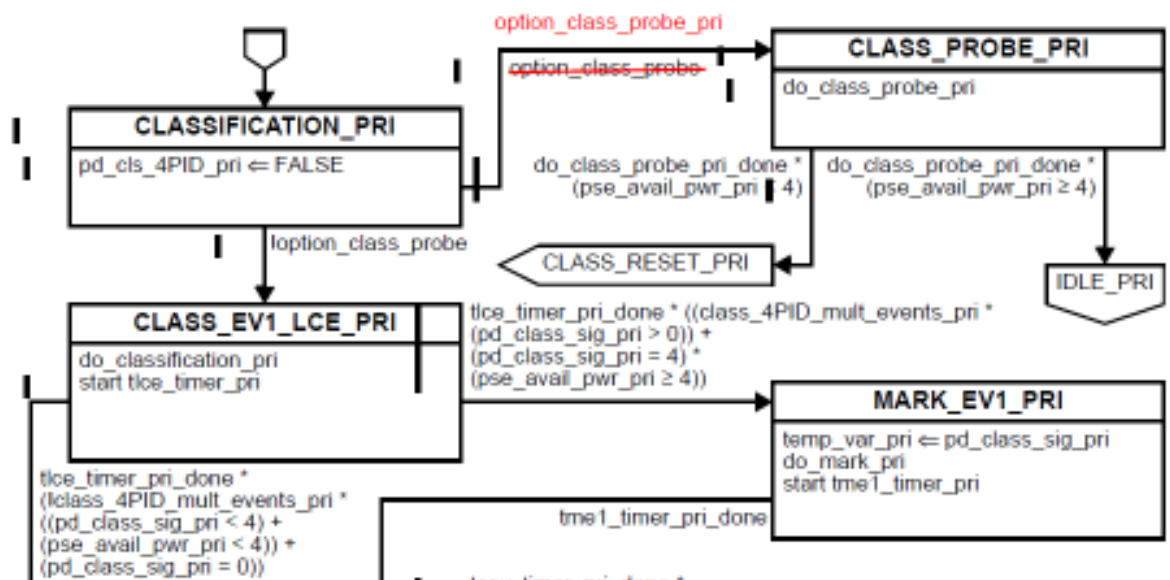 option_class_probe_pri
option_class_probe
CLASS_PROBE_PRI
do_class_probe_pri
CLASSIFICATION_PRI
pd_cls_4PID_pri ⇐ FALSE
do_class_probe_pri_done *
(pse_avail_pwr_pri 4)
do_class_probe_pri_done *
(pse_avail_pwr_pri ≥ 4)
!option_class_probe
CLASS_RESET_PRI
IDLE_PRI
CLASS_EV1_LCE_PRI
do_classification_pri
start tlce_timer_pri
tlce_timer_pri_done * ((class_4PID_mult_events_pri *
(pd_class_sig_pri > 0)) +
(pd_class_sig_pri = 4) *
(pse_avail_pwr_pri ≥ 4))
MARK_EV1_PRI
temp_var_pri ⇐ pd_class_sig_pri
do_mark_pri
start tme1_timer_pri
tlce_timer_pri_done *
(!class_4PID_mult_events_pri *
((pd_class_sig_pri < 4) +
(pse_avail_pwr_pri < 4)) +
(pd_class_sig_pri = 0))
tme1_timer_pri_done